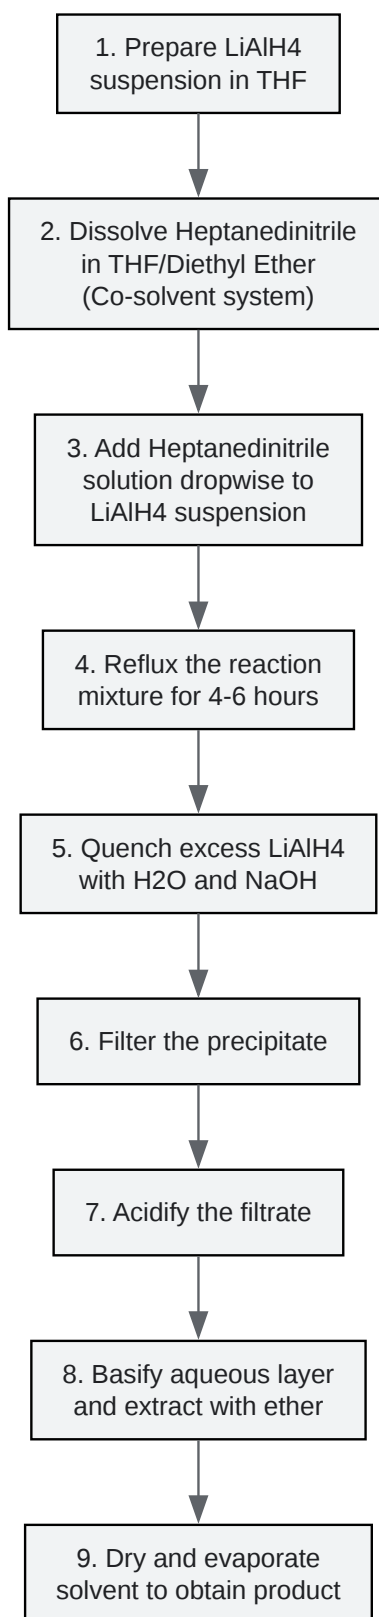 1. Prepare LiAlH4
suspension in THF
2. Dissolve Heptanedinitrile
in THF/Diethyl Ether
(Co-solvent system)
3. Add Heptanedinitrile
solution dropwise to
LiAlH4 suspension
4. Reflux the reaction
mixture for 4-6 hours
5. Quench excess LiAlH4
with H2O and NaOH
6. Filter the precipitate
7. Acidify the filtrate
8. Basify aqueous layer
and extract with ether
9. Dry and evaporate
solvent to obtain product